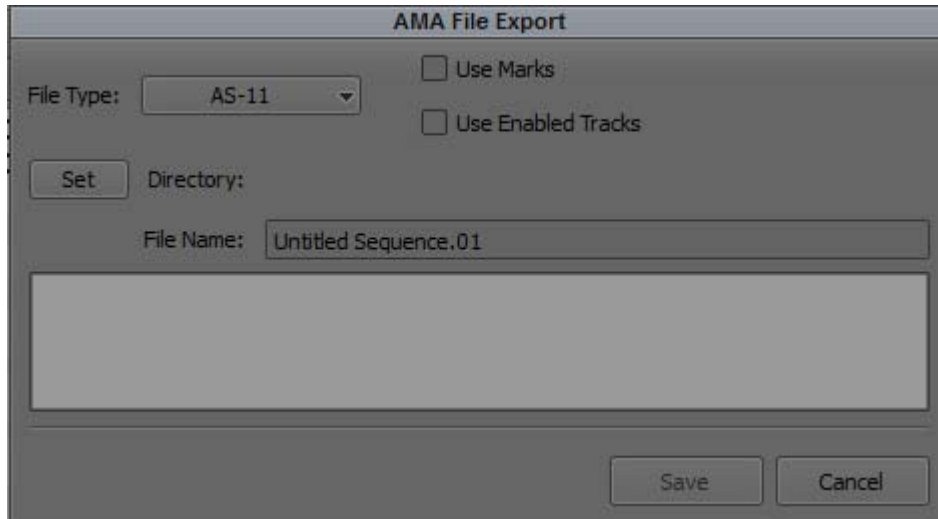 AMA File Export
File Type:
AS-11
Use Marks
Use Enabled Tracks
Set
Directory:
File Name:
Untitled Sequence.01
Save
Cancel